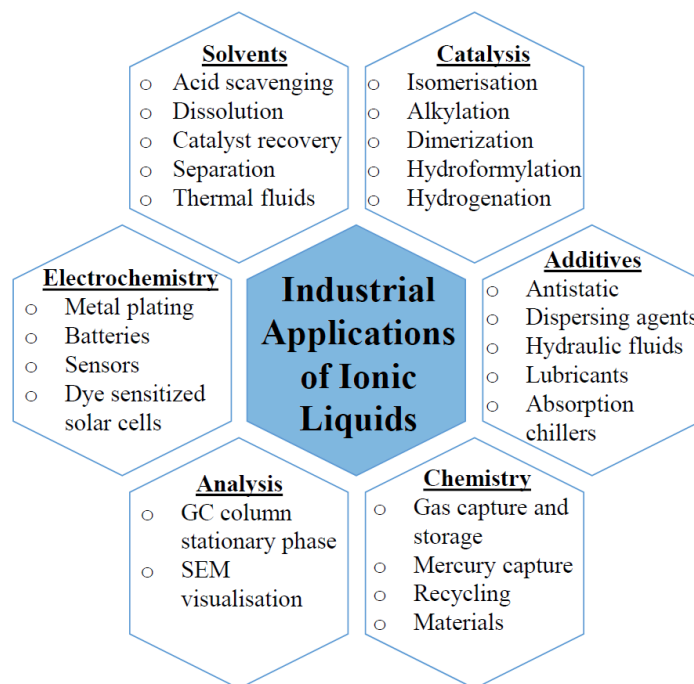 Solvents
o Acid scavenging
o Dissolution
o Catalyst recovery
o Separation
o Thermal fluids
Catalysis
o Isomerisation
o Alkylation
o Dimerization
o Hydroformylation
o Hydrogenation
Electrochemistry
o Metal plating
o Batteries
o Sensors
o Dye sensitized
solar cells
Industrial
Applications
of Ionic
Liquids
Additives
o Antistatic
o Dispersing agents
o Hydraulic fluids
o Lubricants
o Absorption
chillers
Analysis
o GC column
stationary phase
o SEM
visualisation
Chemistry
o Gas capture and
storage
o Mercury capture
o Recycling
o Materials